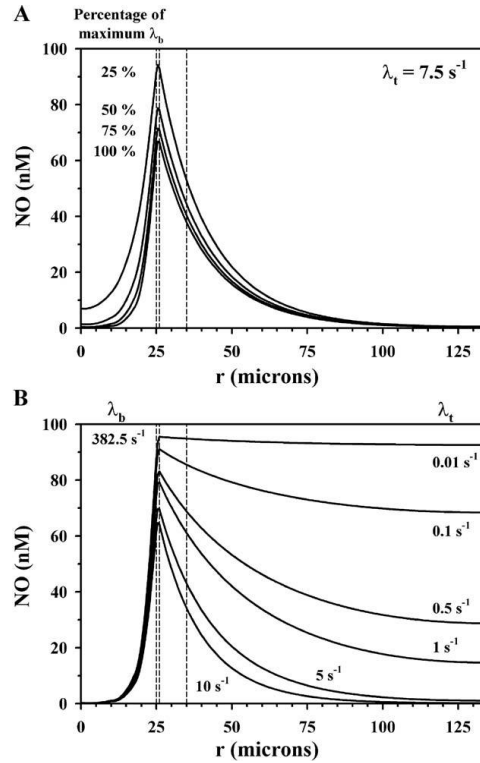 A
Percentage of
maximum λb
λt = 7.5 s⁻¹
100
80
60
40
20
0
NO (nM)
25 %
50 %
75 %
100 %
0 25 50 75 100 125
r (microns)
B
λb
λt
382.5 s⁻¹
100
80
60
40
20
0
NO (nM)
0.01 s⁻¹
0.1 s⁻¹
0.5 s⁻¹
1 s⁻¹
5 s⁻¹
10 s⁻¹
0 25 50 75 100 125
r (microns)